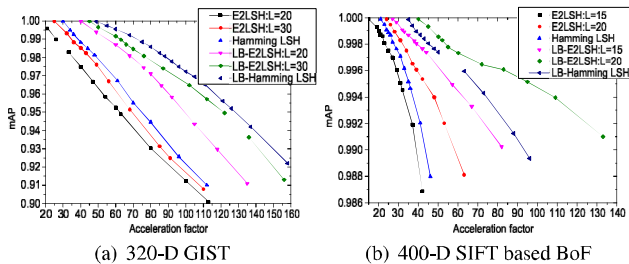 (a)
1.00
0.99
0.98
0.97
0.96
0.95
0.94
0.93
0.92
0.91
0.90
mAP
20 30 40 50 60 70 80 90 100 110 120 130 140 150 160
Acceleration factor
E2LSH:L=20
E2LSH:L=30
Hamming LSH
LB-E2LSH:L=20
LB-E2LSH:L=30
LB-Hamming LSH
(a) 320-D GIST
(b)
1.000
0.998
0.996
0.994
0.992
0.990
0.988
0.986
mAP
20 30 40 50 60 70 80 90 100 110 120 130 140
Acceleration factor
E2LSH:L=15
E2LSH:L=20
Hamming LSH
LB-E2LSH:L=15
LB-E2LSH:L=20
LB-Hamming LSH
(b) 400-D SIFT based BoF